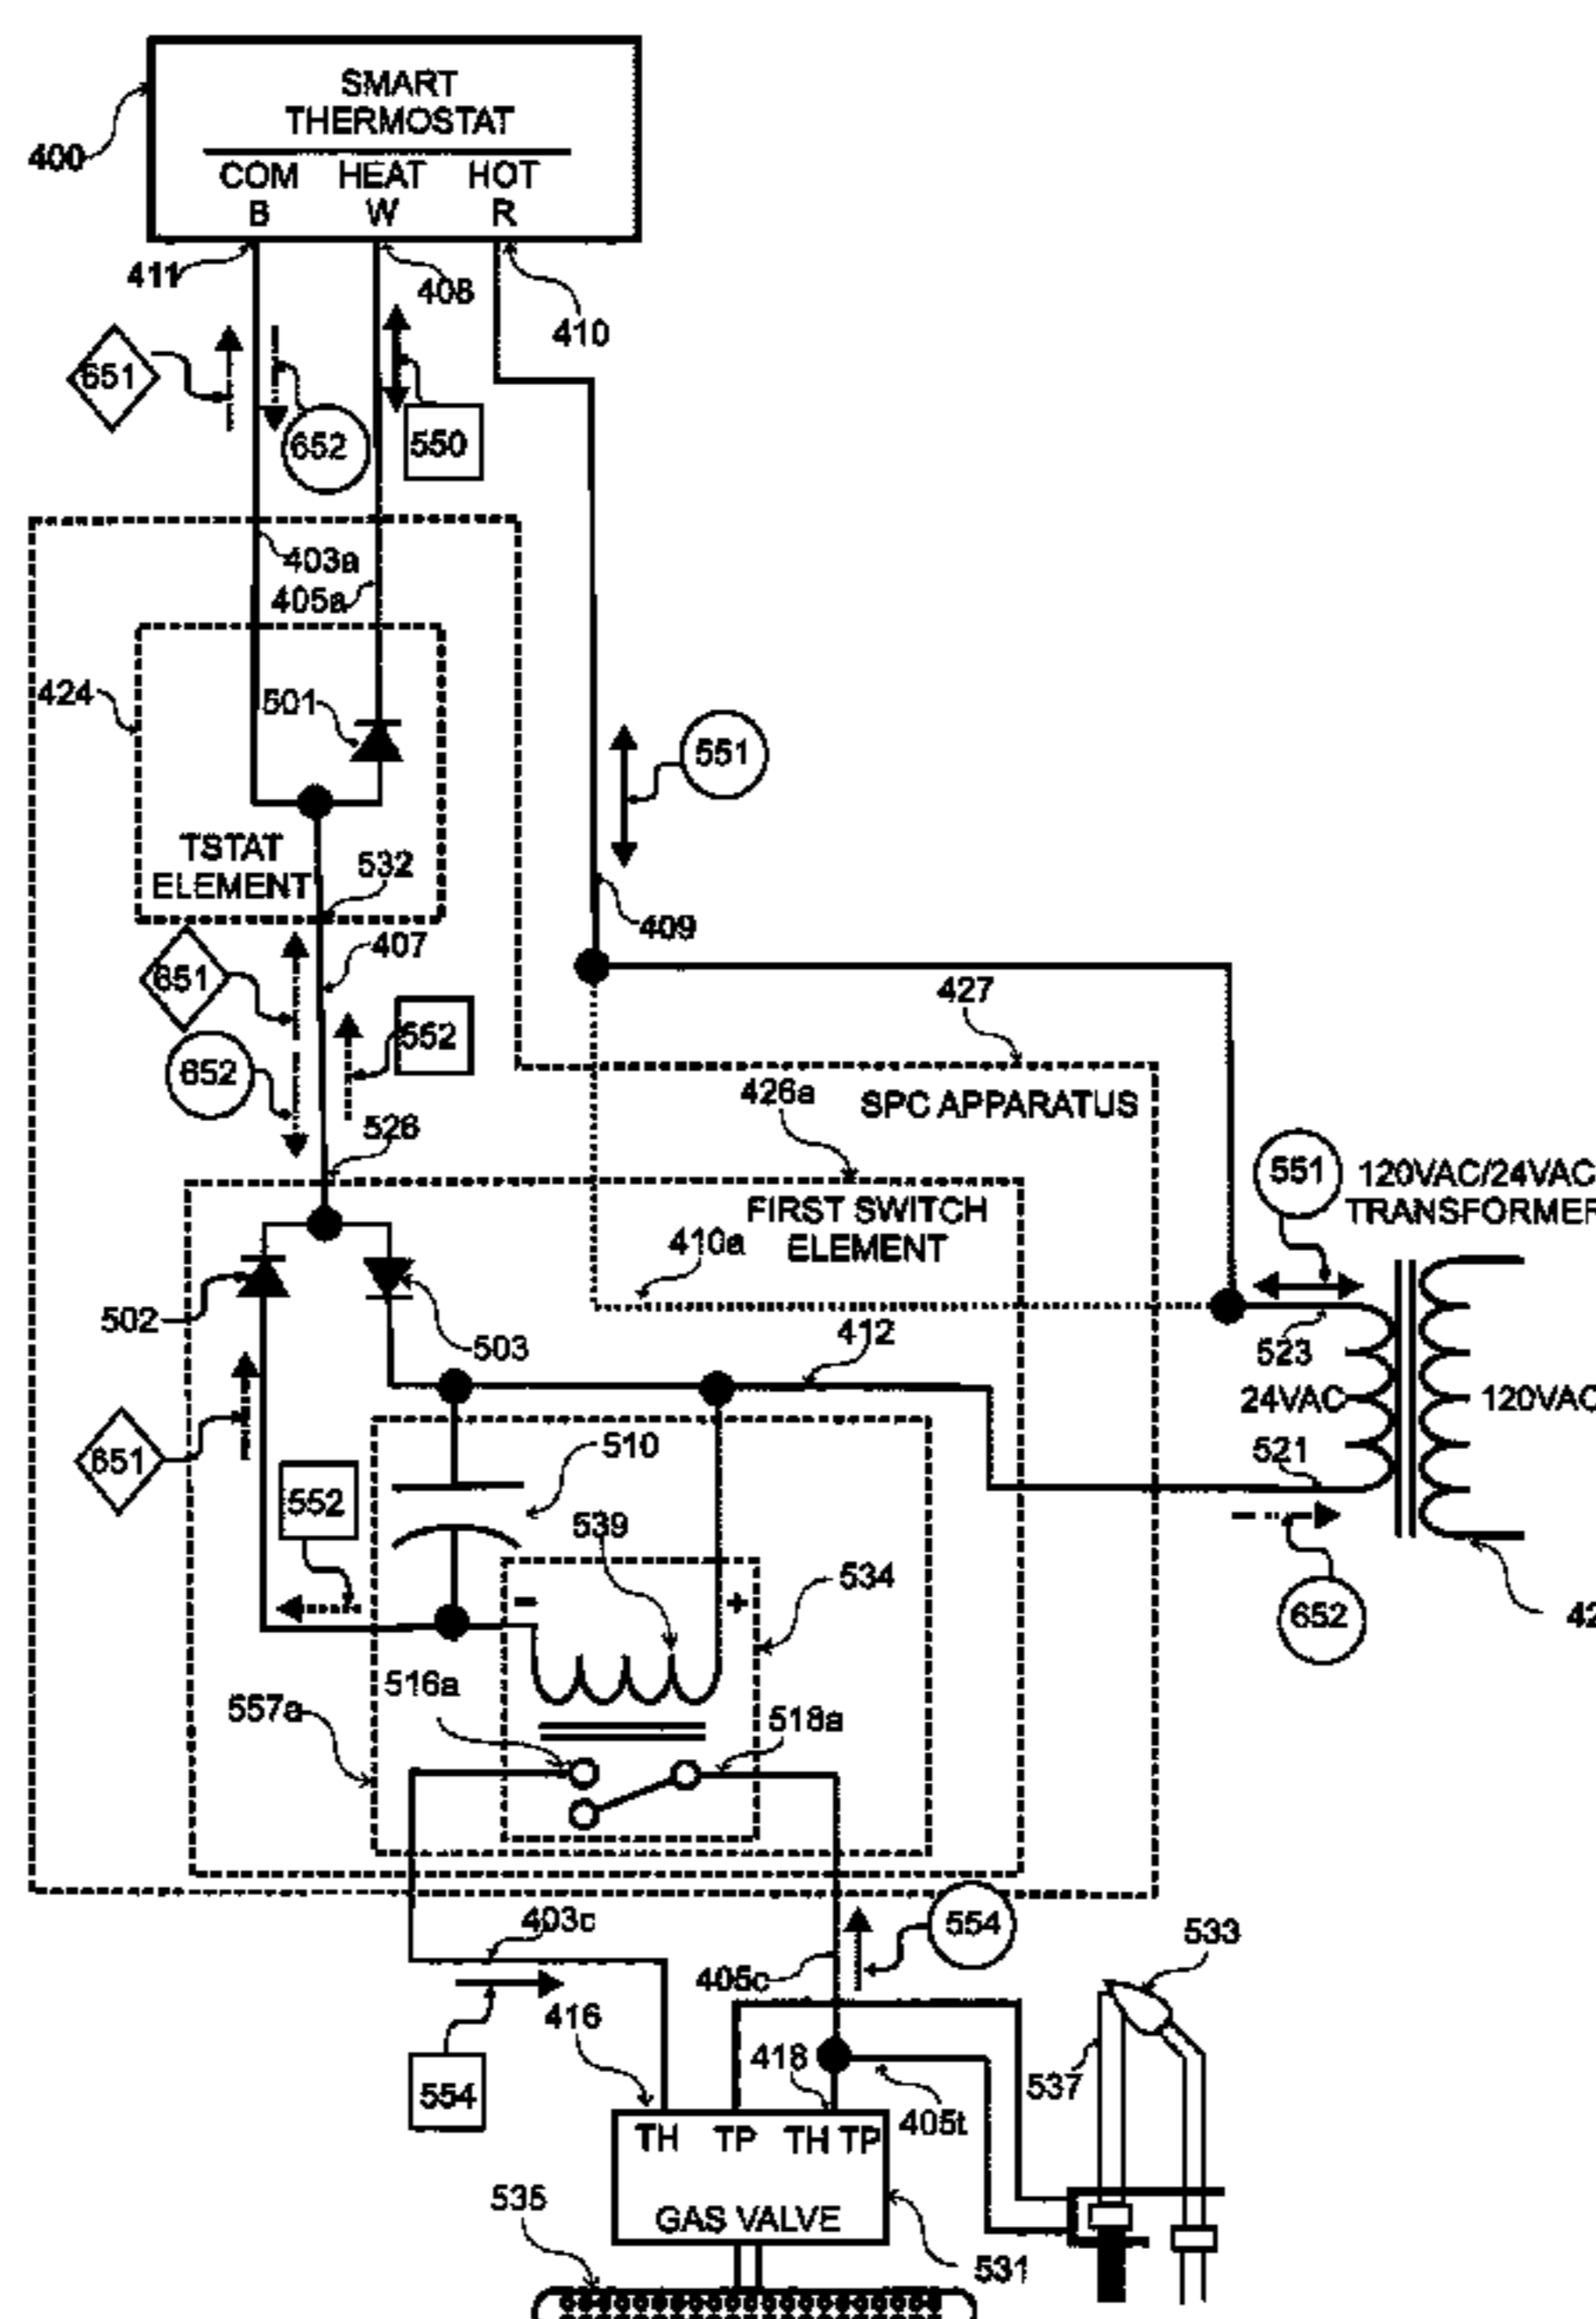 SMART
THERMOSTAT
COM HEAT HOT
B W R
400
411
408
410
651
652
550
403a
405a
424
501
551
TSTAT
ELEMENT
532
409
407
651
427
552
652
426a
SPC APPARATUS
526
551
120VAC/24VAC
TRANSFORMER
FIRST SWITCH
ELEMENT
410a
502
503
412
523
24VAC
120VAC
651
510
521
552
539
534
- +
652
516a
557a
518a
403c
554
533
405c
416
418
537
554
405t
TH TP TH TP
535
GAS VALVE
531